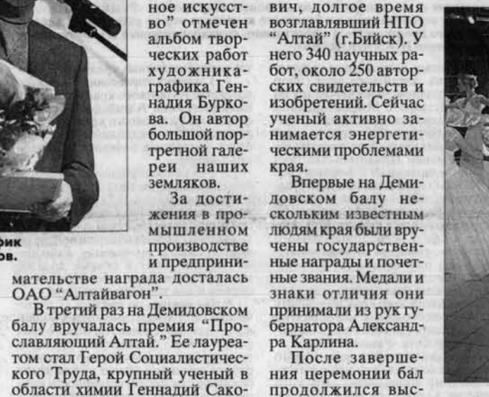 ное искусст-
во” отмечен
альбом твор-
ческих работ
художника-
графика Ген-
надия Бурко-
ва. Он автор
большой пор-
третной гале-
реи наших
земляков.
За дости-
жения в про-
мышленном
производстве
и предприни-
мательстве награда досталась
ОАО “Алтайвагон”.
В третий раз на Демидовском
балу вручалась премия “Про-
славляющий Алтай.” Ее лауреа-
том стал Герой Социалистичес-
кого Труда, крупный ученый в
области химии Геннадий Сако-
вич, долгое время
возглавлявший НПО
“Алтай” (г.Бийск). У
него 340 научных ра-
бот, около 250 автор-
ских свидетельств и
изобретений. Сейчас
ученый активно за-
нимается энергети-
ческими проблемами
края.
Впервые на Деми-
довском балу не-
скольким известным
людям края были вру-
чены государствен-
ные награды и почет-
ные звания. Медали и
знаки отличия они
принимали из рук гу-
бернатора Александ-
ра Карлина.
После заверше-
ния церемонии бал
продолжился выс-
фик
ов.